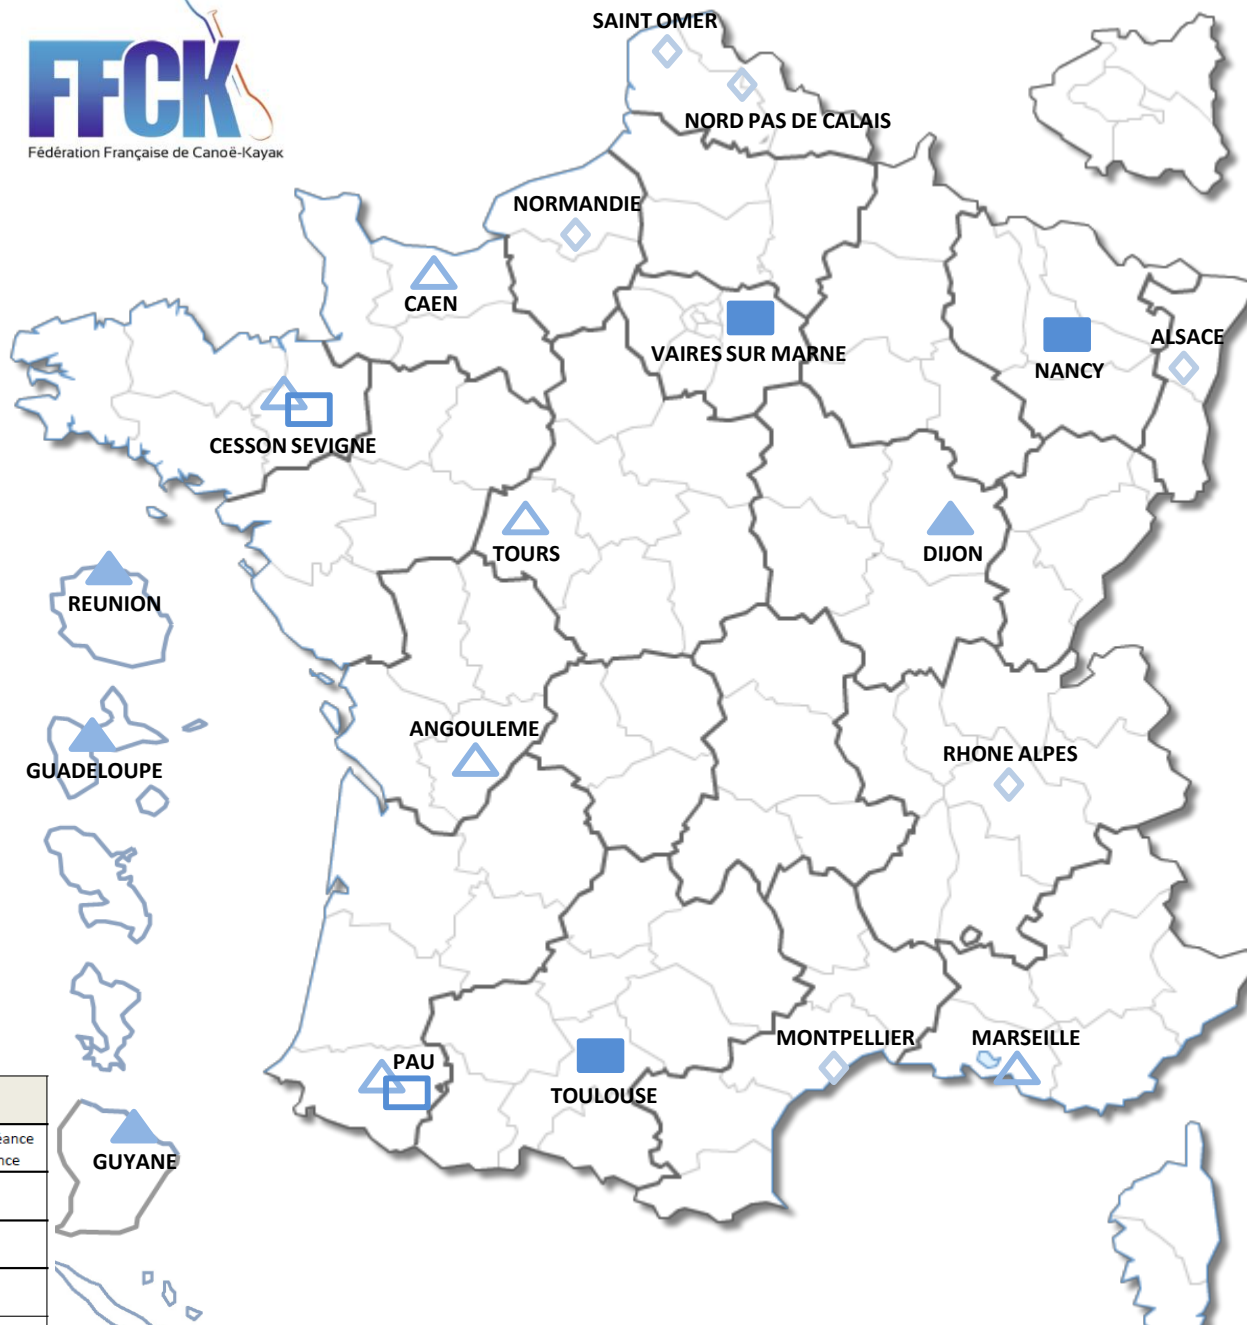 FFCK
Fédération Française de Canoë-Kayak
SAINT OMER
NORD PAS DE CALAIS
NORMANDIE
CAEN
VAIRES SUR MARNE
ALSACE
NANCY
CESSON SEVIGNE
TOURS
DIJON
REUNION
ANGOULEME
RHONE ALPES
GUADELOUPE
MONTPELLIER
MARSEILLE
PAU
TOULOUSE
GUYANE